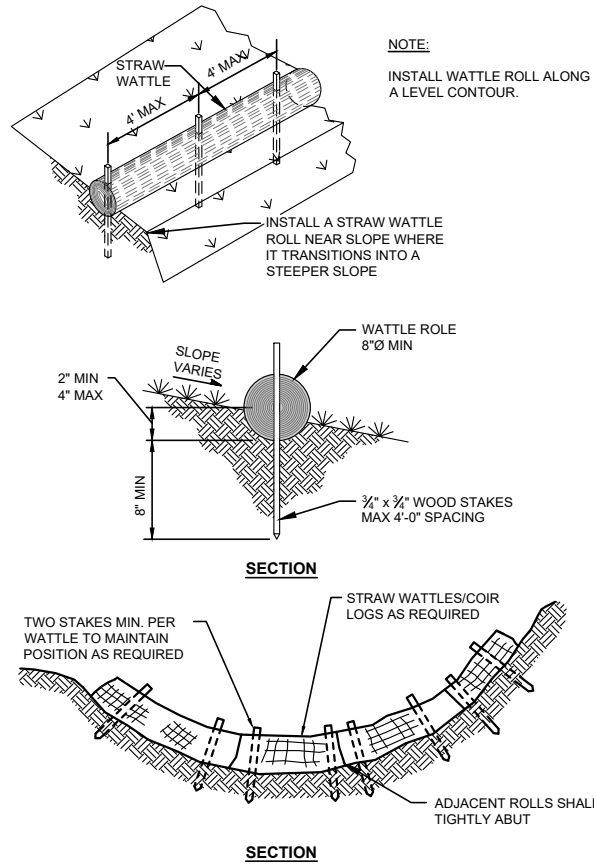 NOTE:
INSTALL WATTLE ROLL ALONG
A LEVEL CONTOUR.
STRAW
WATTLE
4' MAX
4' MAX
INSTALL A STRAW WATTLE
ROLL NEAR SLOPE WHERE
IT TRANSITIONS INTO A
STEEPER SLOPE
WATTLE ROLE
8"Ø MIN
SLOPE
VARIES
2" MIN
4" MAX
8" MIN
¾" x ¾" WOOD STAKES
MAX 4'-0" SPACING
SECTION
STRAW WATTLES/COIR
LOGS AS REQUIRED
TWO STAKES MIN. PER
WATTLE TO MAINTAIN
POSITION AS REQUIRED
ADJACENT ROLLS SHALL
TIGHTLY ABUT
SECTION